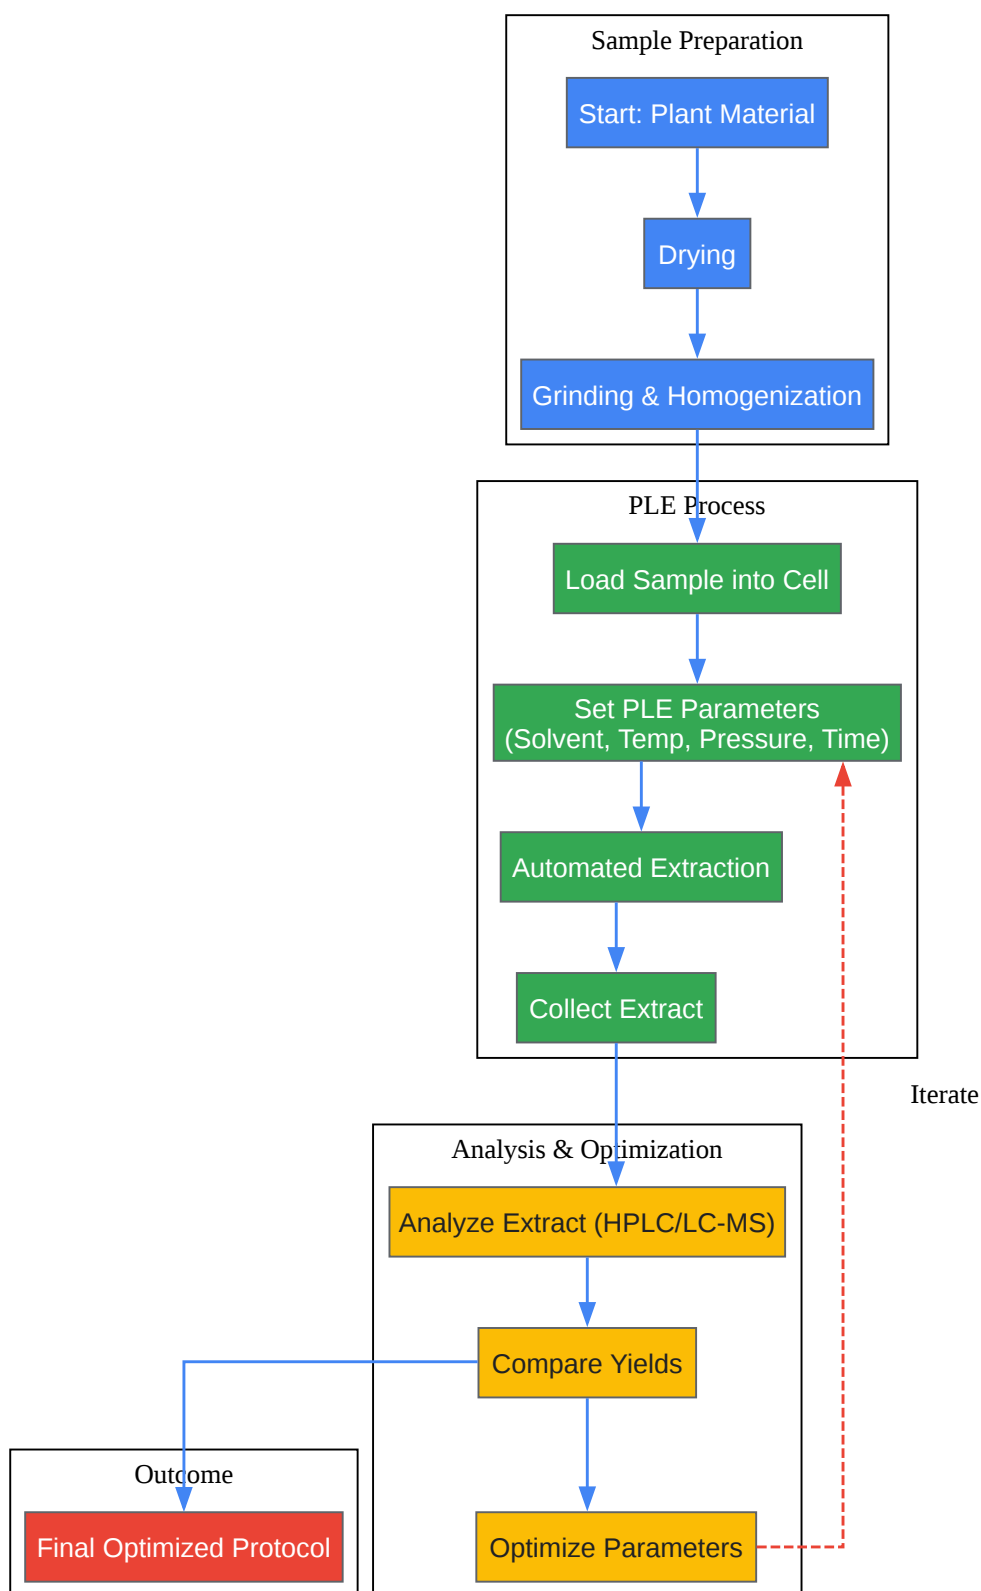 Sample Preparation
Start: Plant Material
Drying
Grinding & Homogenization
PLE Process
Load Sample into Cell
Set PLE Parameters
(Solvent, Temp, Pressure, Time)
Automated Extraction
Collect Extract
Iterate
Analysis & Optimization
Analyze Extract (HPLC/LC-MS)
Compare Yields
Outcome
Final Optimized Protocol
Optimize Parameters